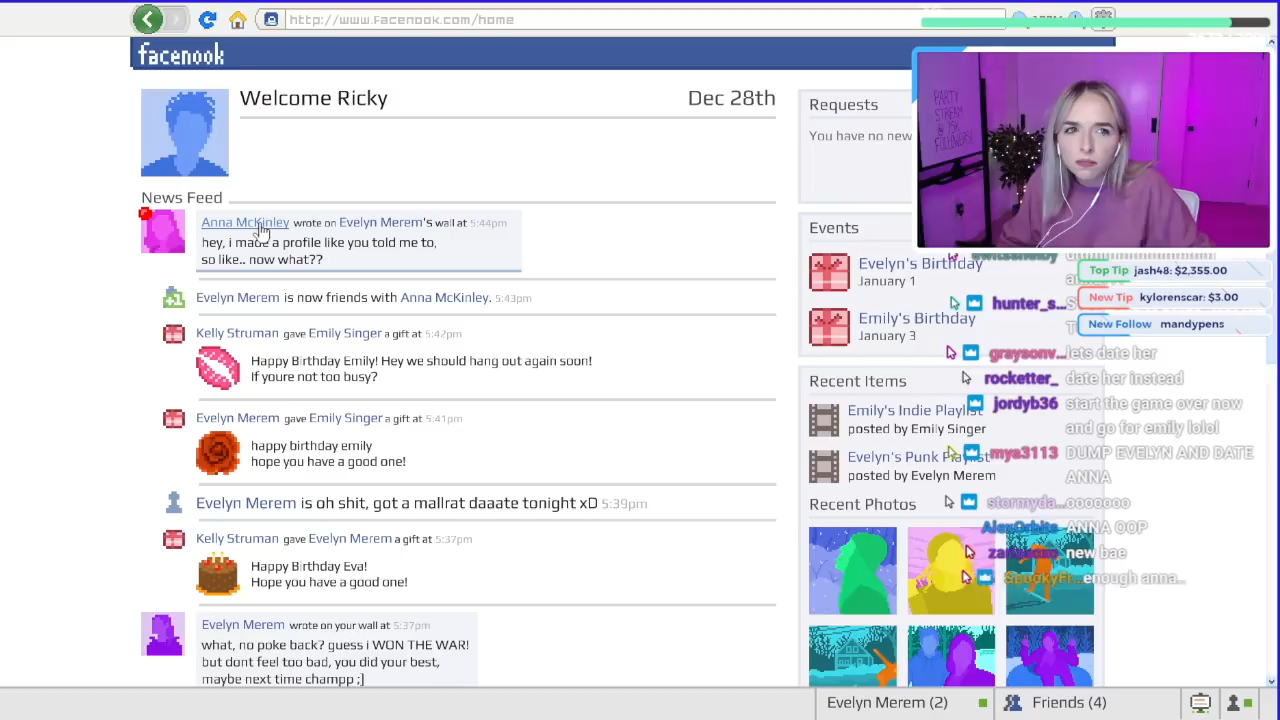 http://www.facenook.com/home
facenook
Welcome Ricky
Dec 28th
News Feed
Anna McKinley wrote on Evelyn Merem's wall at 5:44pm
hey, i made a profile like you told me to,
so like.. now what??
Evelyn Merem is now friends with Anna McKinley. 5:43pm
Kelly Struman gave Emily Singer a gift at 5:42pm
Happy Birthday Emily! Hey we should hang out again soon!
If youre not too busy?
Evelyn Merem gave Emily Singer a gift at 5:41pm
happy birthday emily
hope you have a good one!
Evelyn Merem is oh shit, got a mallrat daaate tonight xD 5:39pm
Kelly Struman gave Evelyn Merem a gift at 5:37pm
Happy Birthday Eva!
Hope you have a good one!
Evelyn Merem wrote on your wall at 5:37pm
what, no poke back? guess i WON THE WAR!
but dont feel too bad, you did your best,
maybe next time champp ;]
Requests
You have no new
Events
Evelyn's Birthday
January 1
Emily's Birthday
January 3
Recent Items
Emily's Indie Playlist
posted by Emily Singer
Evelyn's Punk Playlist
posted by Evelyn Merem
Recent Photos
PARTY
STREAM
FOLLOWERS!
Top Tip jash48: $2,355.00
New Tip kylorenscar: $3.00
New Follow mandypens
hunter_s...
graysonv... lets date her
rocketter_ date her instead
jordyb36 start the game over now
and go for emily lolol
mya3113 DUMP EVELYN AND DATE
ANNA
stormyda... ooooooo
ANNA OOP
new bae
enough anna..
Evelyn Merem (2)
Friends (4)